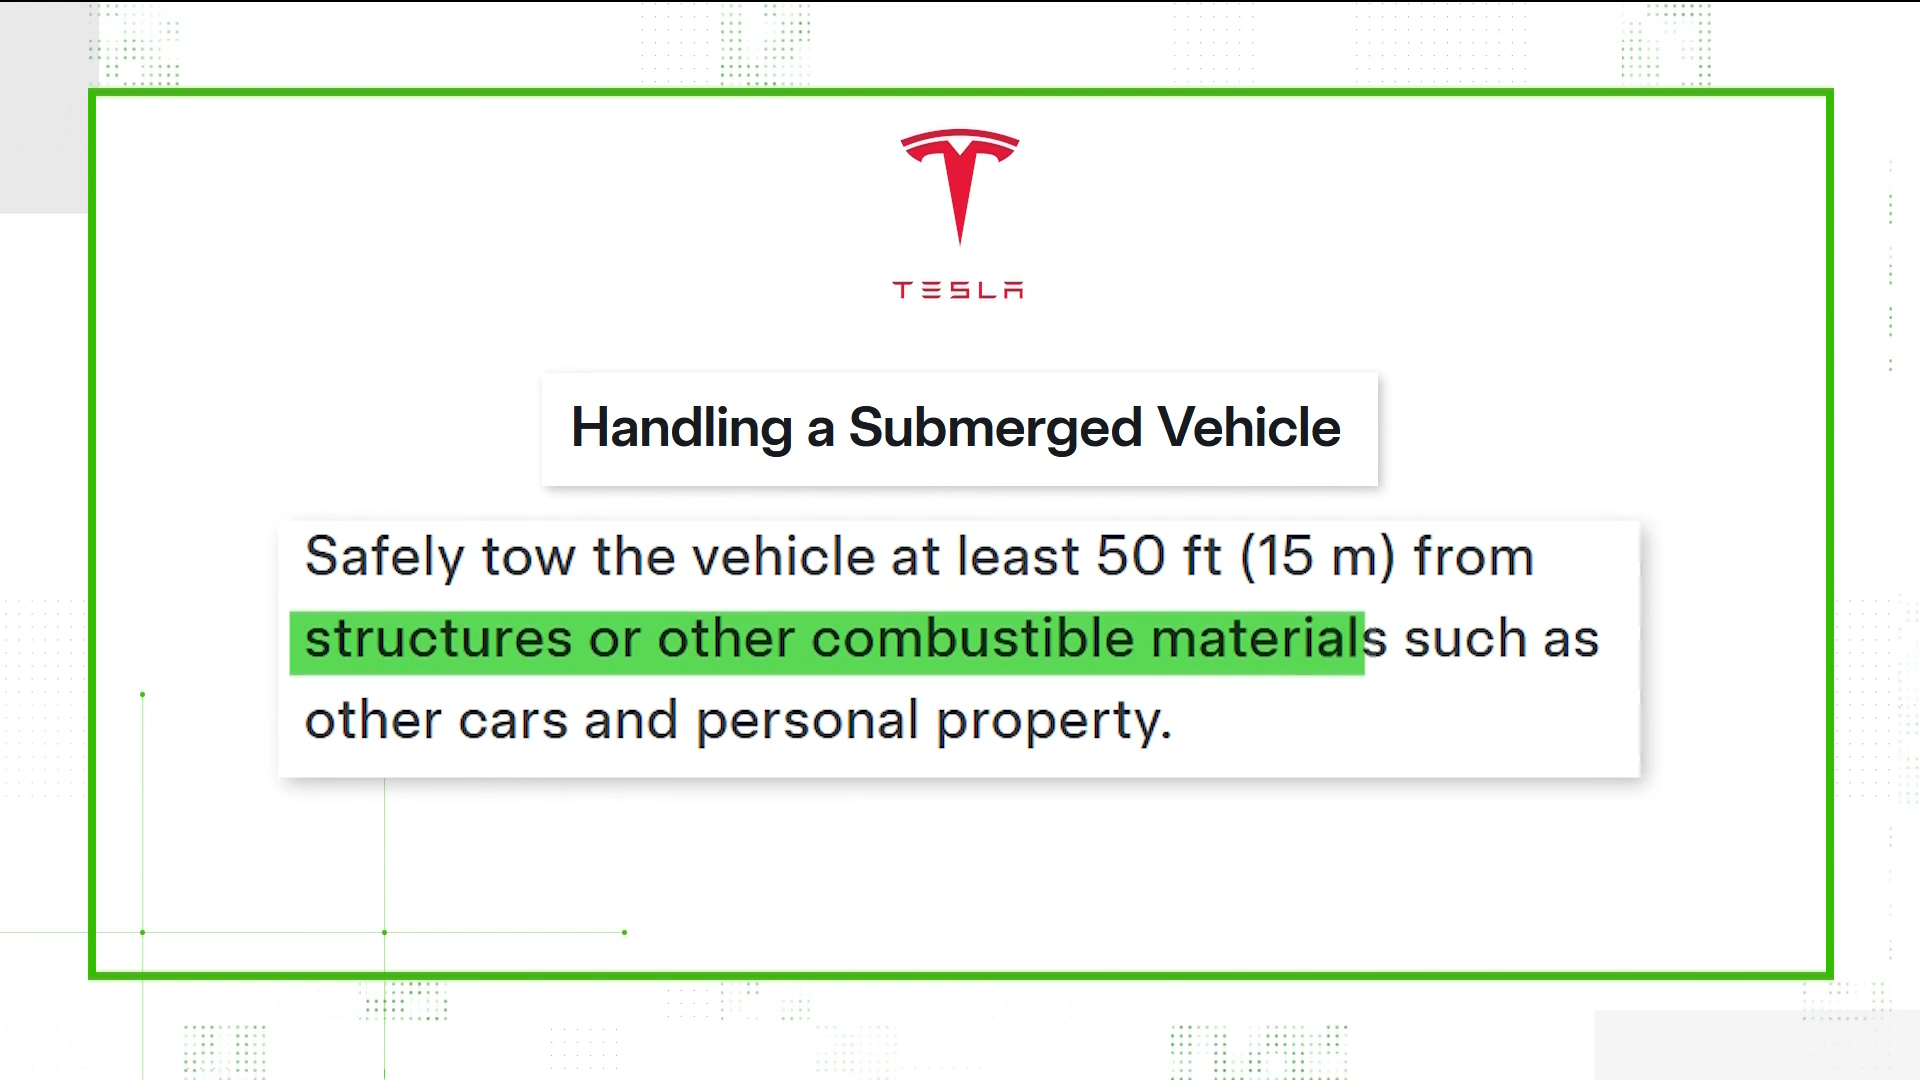 TESLA
Handling a Submerged Vehicle
Safely tow the vehicle at least 50 ft (15 m) from
structures or other combustible materials such as
other cars and personal property.